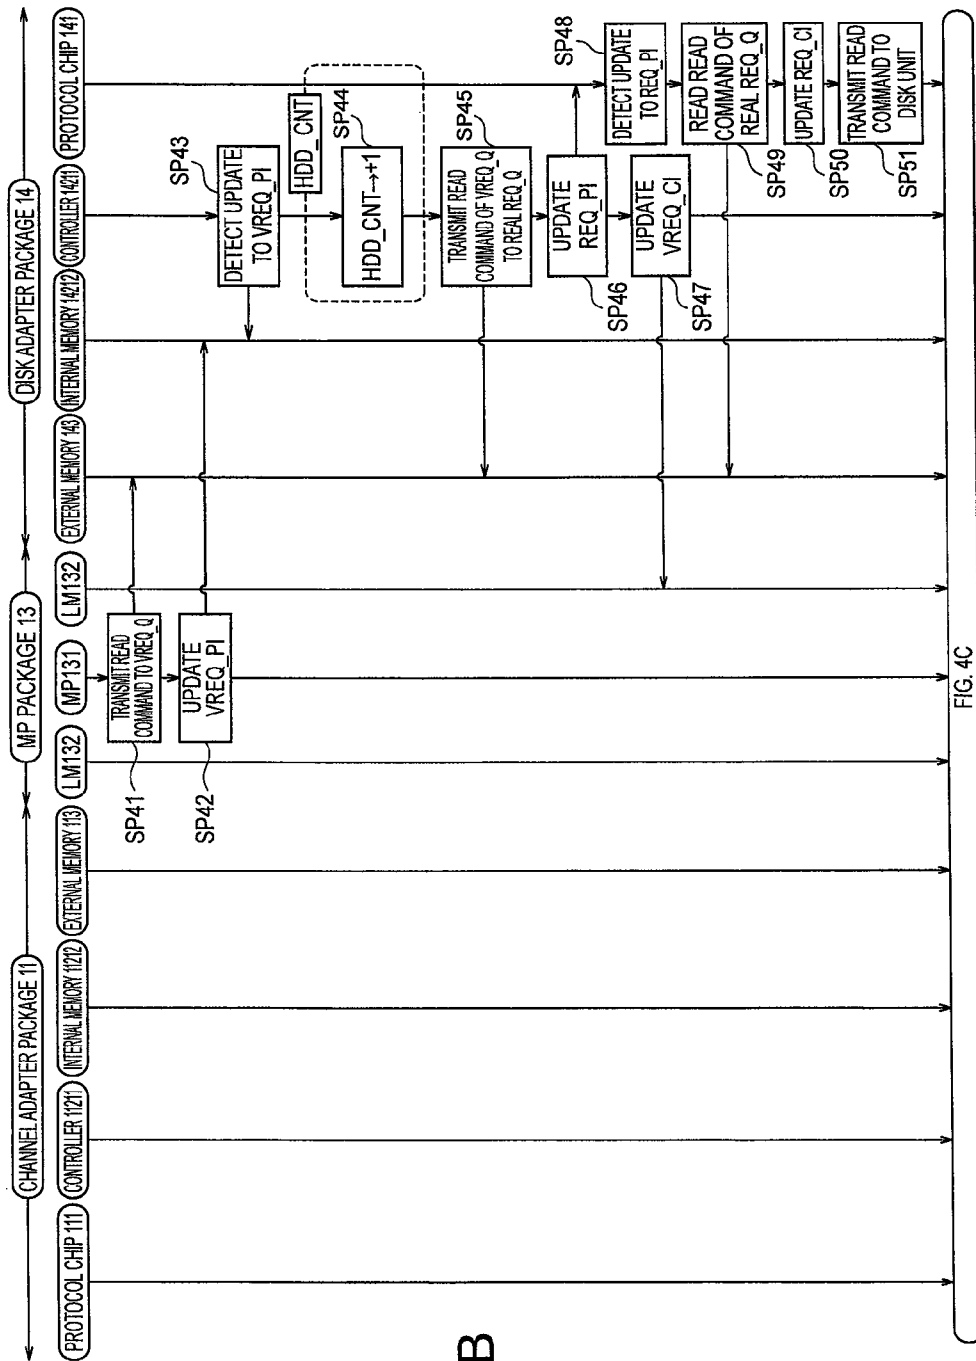 CHANNEL ADAPTER PACKAGE 11
MP PACKAGE 13
DISK ADAPTER PACKAGE 14
PROTOCOL CHIP 111
CONTROLLER 11211
INTERNAL MEMORY 11212
EXTERNAL MEMORY 113
LM132
MP131
LM132
EXTERNAL MEMORY 143
INTERNAL MEMORY 14212
CONTROLLER 14211
PROTOCOL CHIP 141
SP41
TRANSMIT READ
COMMAND TO VREQ_Q
SP42
UPDATE
VREQ_PI
SP43
DETECT UPDATE
TO VREQ_PI
HDD_CNT
SP44
HDD_CNT→+1
SP45
TRANSMIT READ
COMMAND OF VREQ_Q
TO REAL REQ_Q
UPDATE
REQ_PI
SP46
UPDATE
VREQ_CI
SP47
SP48
DETECT UPDATE
TO REQ_PI
READ READ
COMMAND OF
REAL REQ_Q
SP49
UPDATE REQ_CI
SP50
TRANSMIT READ
COMMAND TO
DISK UNIT
SP51
B
FIG. 4C